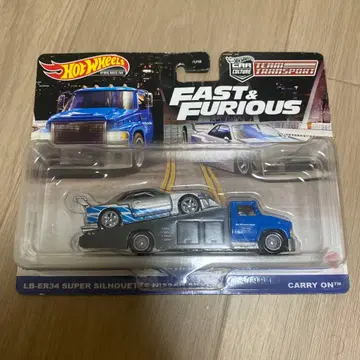 Hot Wheels
PREMIUM
CAR
CULTURE
TEAM
TRANSPORT
FAST &
FURIOUS
LB-ER34 SUPER SILHOUETTE NISSAN
CARRY ON™